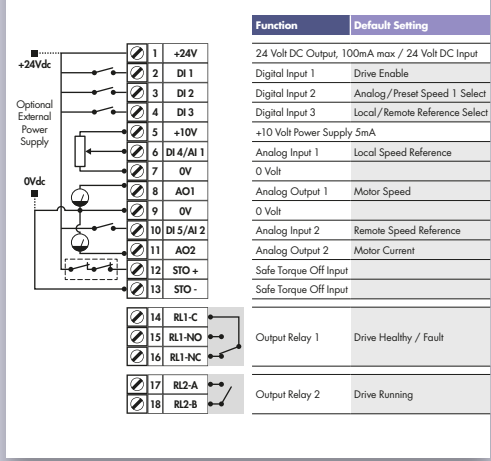 Function Default Setting
1 +24V 24 Volt DC Output, 100mA max / 24 Volt DC Input
+24Vdc
2 DI 1 Digital Input 1 Drive Enable
3 DI 2 Digital Input 2 Analog/Preset Speed 1 Select
4 DI 3 Digital Input 3 Local/Remote Reference Select
Optional
External
Power
Supply
5 +10V +10 Volt Power Supply 5mA
6 DI 4/AI 1 Analog Input 1 Local Speed Reference
7 0V 0 Volt
0Vdc
8 AO1 Analog Output 1 Motor Speed
9 0V 0 Volt
10 DI 5/AI 2 Analog Input 2 Remote Speed Reference
11 AO2 Analog Output 2 Motor Current
12 STO + Safe Torque Off Input
13 STO - Safe Torque Off Input
14 RL1-C
15 RL1-NO Output Relay 1 Drive Healthy / Fault
16 RL1-NC
17 RL2-A
Output Relay 2 Drive Running
18 RL2-B